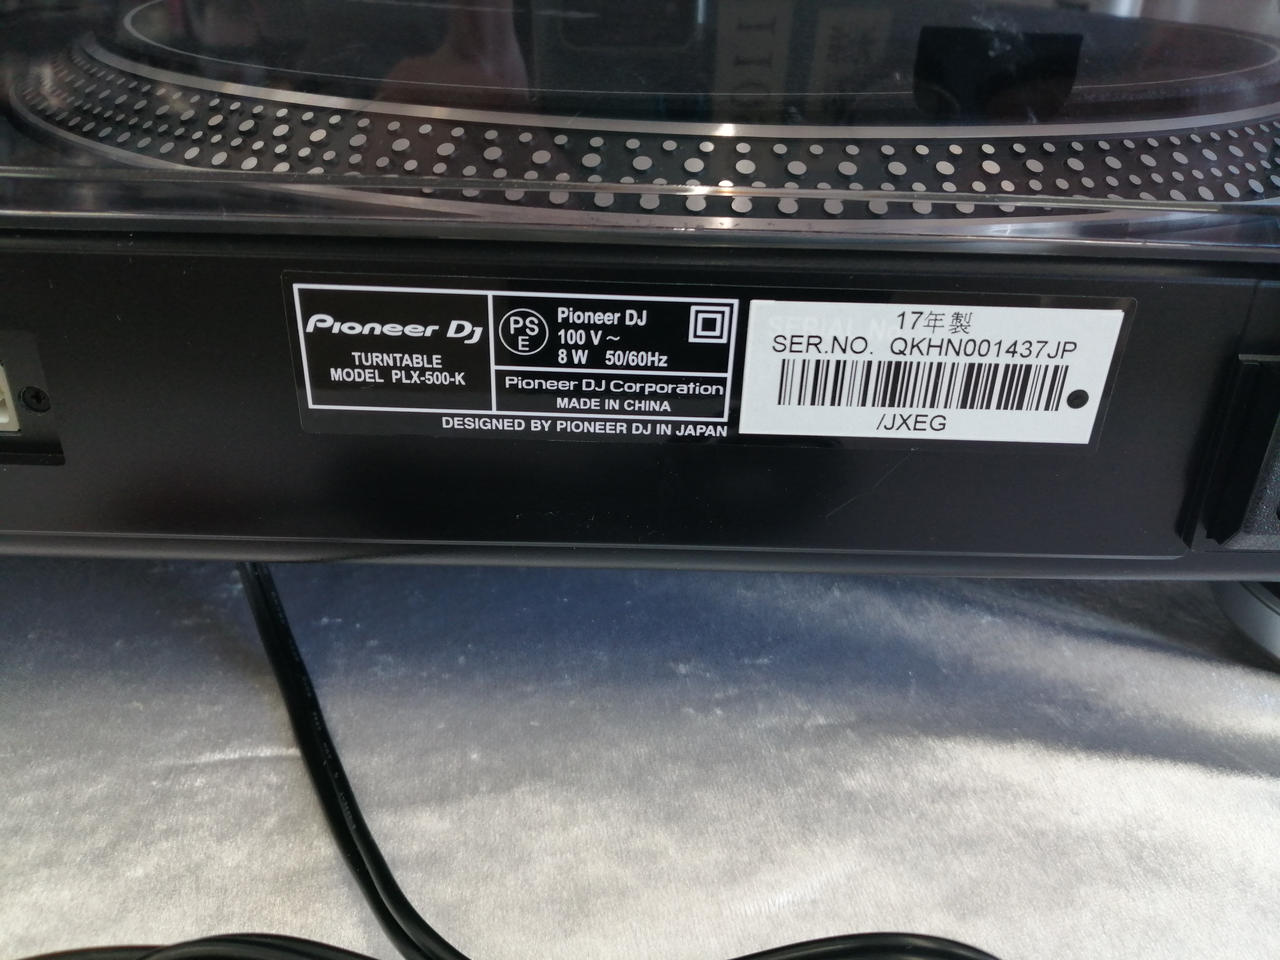 Pioneer DJ
TURNTABLE
MODEL PLX-500-K
PS
E
Pioneer DJ
100 V ~
8 W 50/60Hz
Pioneer DJ Corporation
MADE IN CHINA
DESIGNED BY PIONEER DJ IN JAPAN
17年製
SER.NO. QKHN001437JP
/JXEG